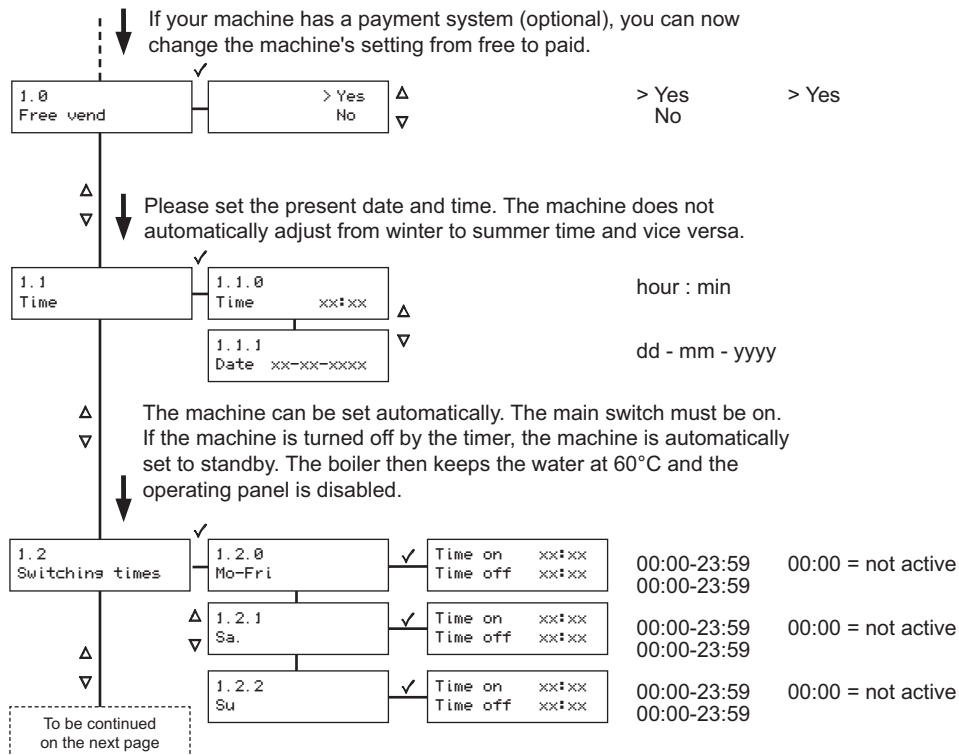 If your machine has a payment system (optional), you can now
change the machine's setting from free to paid.
1.0
Free vend
> Yes
No
> Yes
No
> Yes
Please set the present date and time. The machine does not
automatically adjust from winter to summer time and vice versa.
1.1
Time
1.1.0
Time xx:xx
hour : min
1.1.1
Date xx-xx-xxxx
dd - mm - yyyy
The machine can be set automatically. The main switch must be on.
If the machine is turned off by the timer, the machine is automatically
set to standby. The boiler then keeps the water at 60°C and the
operating panel is disabled.
1.2
Switching times
1.2.0
Mo-Fri
Time on xx:xx
Time off xx:xx
00:00-23:59
00:00-23:59
00:00 = not active
1.2.1
Sa.
Time on xx:xx
Time off xx:xx
00:00-23:59
00:00-23:59
00:00 = not active
1.2.2
Su
Time on xx:xx
Time off xx:xx
00:00-23:59
00:00-23:59
00:00 = not active
To be continued
on the next page